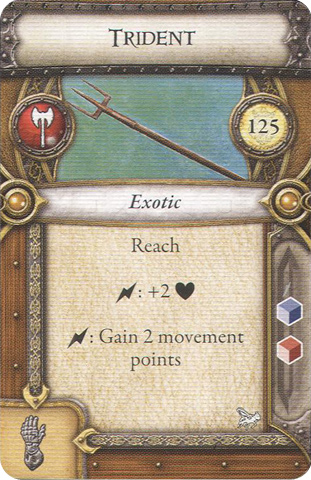 TRIDENT
125
Exotic
Reach
: +2
: Gain 2 movement
points